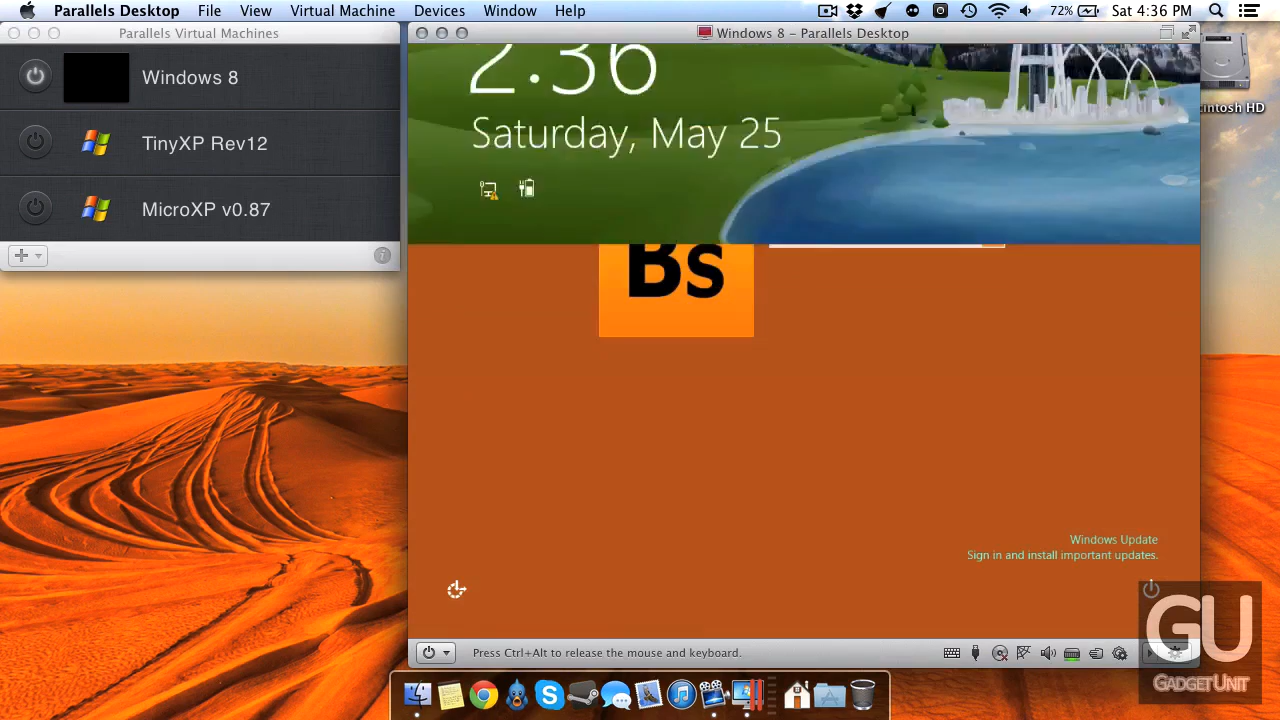 Parallels Desktop File View Virtual Machine Devices Window Help 72% Sat 4:36 PM
Parallels Virtual Machines
Windows 8
TinyXP Rev12
MicroXP v0.87
Windows 8 – Parallels Desktop
2:36
Saturday, May 25
Bs
Windows Update
Sign in and install important updates.
Press Ctrl+Alt to release the mouse and keyboard.
intosh HD
GU
GADGETUNIT